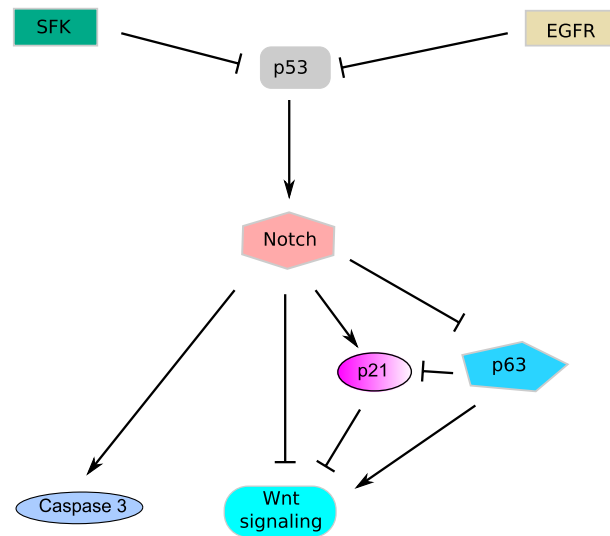 SFK
EGFR
p53
Notch
p21
p63
Caspase 3
Wnt
signaling